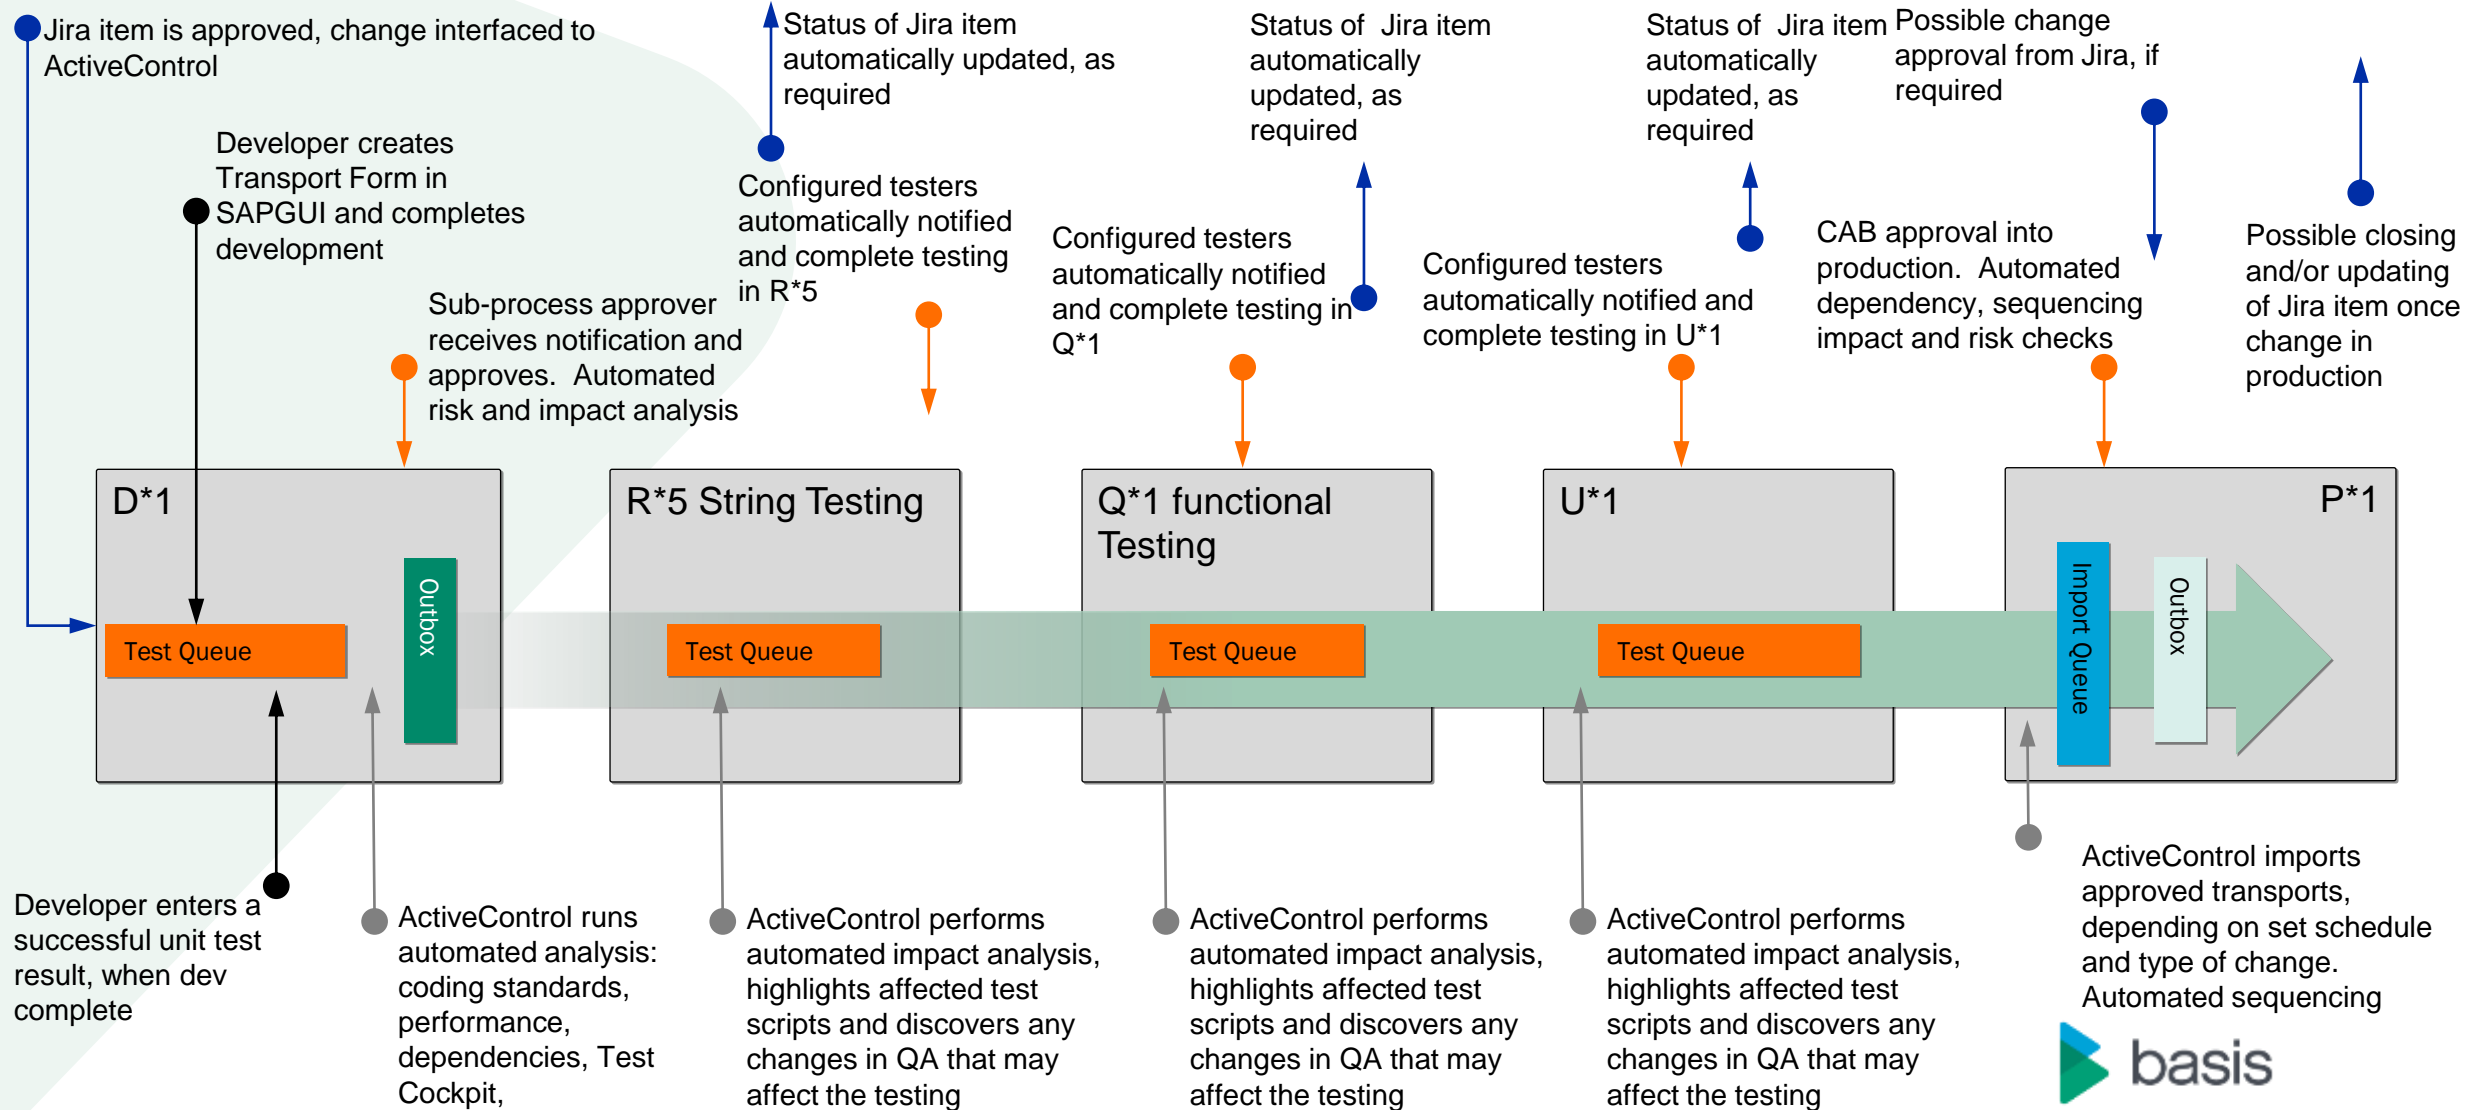 Jira item is approved, change interfaced to
ActiveControl
Status of Jira item
automatically updated, as
required
Status of  Jira item
automatically
updated, as
required
Status of  Jira item
automatically
updated, as
required
Possible change
approval from Jira, if
required
Developer creates
Transport Form in
SAPGUI and completes
development
Configured testers
automatically notified
and complete testing
in R*5
Configured testers
automatically notified
and complete testing in
Q*1
Configured testers
automatically notified and
complete testing in U*1
CAB approval into
production.  Automated
dependency, sequencing
impact and risk checks
Possible closing
and/or updating
of Jira item once
change in
production
Sub-process approver
receives notification and
approves.  Automated
risk and impact analysis
D*1
R*5 String Testing
Q*1 functional
Testing
U*1
P*1
Test Queue
Outbox
Test Queue
Test Queue
Test Queue
Import Queue
Outbox
Developer enters a
successful unit test
result, when dev
complete
ActiveControl runs
automated analysis:
coding standards,
performance,
dependencies, Test
Cockpit,
ActiveControl performs
automated impact analysis,
highlights affected test
scripts and discovers any
changes in QA that may
affect the testing
ActiveControl performs
automated impact analysis,
highlights affected test
scripts and discovers any
changes in QA that may
affect the testing
ActiveControl performs
automated impact analysis,
highlights affected test
scripts and discovers any
changes in QA that may
affect the testing
ActiveControl imports
approved transports,
depending on set schedule
and type of change.
Automated sequencing
basis